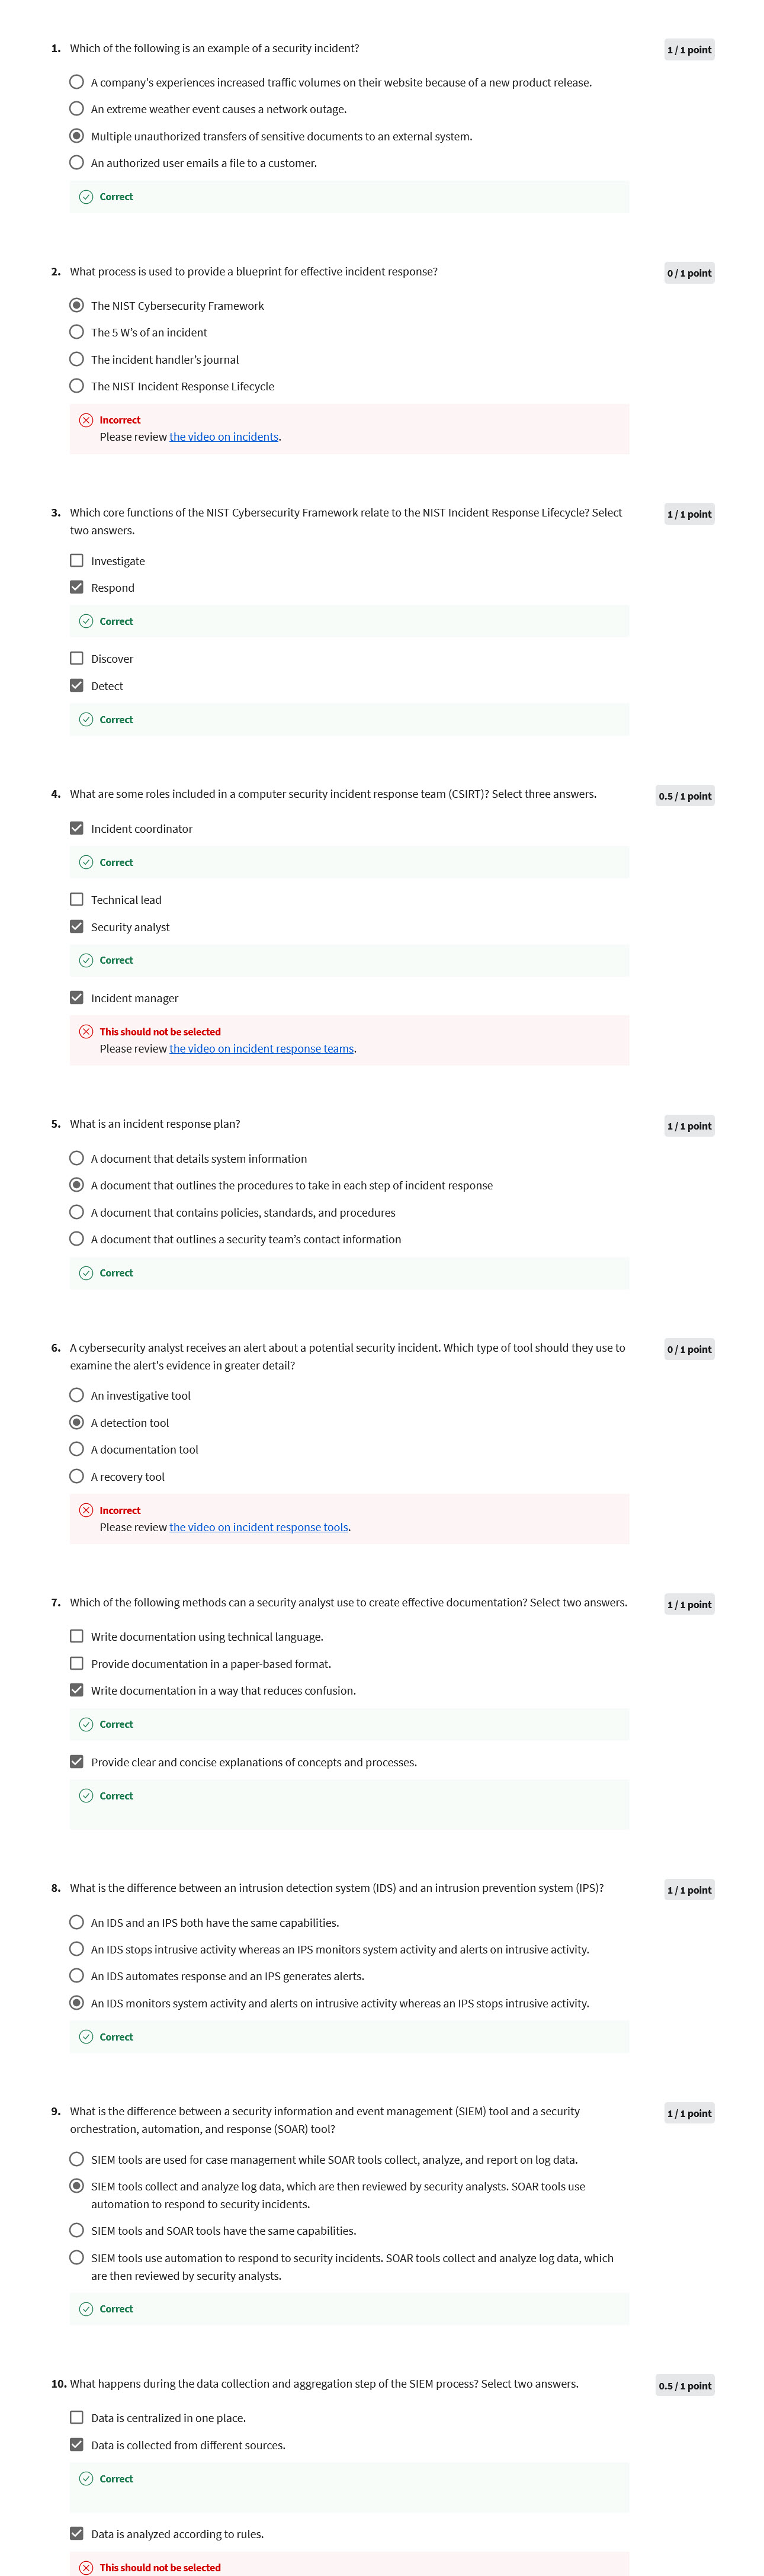 1. Which of the following is an example of a security incident?
1 / 1 point
A company's experiences increased traffic volumes on their website because of a new product release.
An extreme weather event causes a network outage.
Multiple unauthorized transfers of sensitive documents to an external system.
An authorized user emails a file to a customer.
Correct
2. What process is used to provide a blueprint for effective incident response?
0 / 1 point
The NIST Cybersecurity Framework
The 5 W’s of an incident
The incident handler’s journal
The NIST Incident Response Lifecycle
Incorrect
Please review the video on incidents.
3. Which core functions of the NIST Cybersecurity Framework relate to the NIST Incident Response Lifecycle? Select
two answers.
1 / 1 point
Investigate
Respond
Correct
Discover
Detect
Correct
4. What are some roles included in a computer security incident response team (CSIRT)? Select three answers.
0.5 / 1 point
Incident coordinator
Correct
Technical lead
Security analyst
Correct
Incident manager
This should not be selected
Please review the video on incident response teams.
5. What is an incident response plan?
1 / 1 point
A document that details system information
A document that outlines the procedures to take in each step of incident response
A document that contains policies, standards, and procedures
A document that outlines a security team’s contact information
Correct
6. A cybersecurity analyst receives an alert about a potential security incident. Which type of tool should they use to
examine the alert's evidence in greater detail?
0 / 1 point
An investigative tool
A detection tool
A documentation tool
A recovery tool
Incorrect
Please review the video on incident response tools.
7. Which of the following methods can a security analyst use to create effective documentation? Select two answers.
1 / 1 point
Write documentation using technical language.
Provide documentation in a paper-based format.
Write documentation in a way that reduces confusion.
Correct
Provide clear and concise explanations of concepts and processes.
Correct
8. What is the difference between an intrusion detection system (IDS) and an intrusion prevention system (IPS)?
1 / 1 point
An IDS and an IPS both have the same capabilities.
An IDS stops intrusive activity whereas an IPS monitors system activity and alerts on intrusive activity.
An IDS automates response and an IPS generates alerts.
An IDS monitors system activity and alerts on intrusive activity whereas an IPS stops intrusive activity.
Correct
9. What is the difference between a security information and event management (SIEM) tool and a security
orchestration, automation, and response (SOAR) tool?
1 / 1 point
SIEM tools are used for case management while SOAR tools collect, analyze, and report on log data.
SIEM tools collect and analyze log data, which are then reviewed by security analysts. SOAR tools use
automation to respond to security incidents.
SIEM tools and SOAR tools have the same capabilities.
SIEM tools use automation to respond to security incidents. SOAR tools collect and analyze log data, which
are then reviewed by security analysts.
Correct
10. What happens during the data collection and aggregation step of the SIEM process? Select two answers.
0.5 / 1 point
Data is centralized in one place.
Data is collected from different sources.
Correct
Data is analyzed according to rules.
This should not be selected